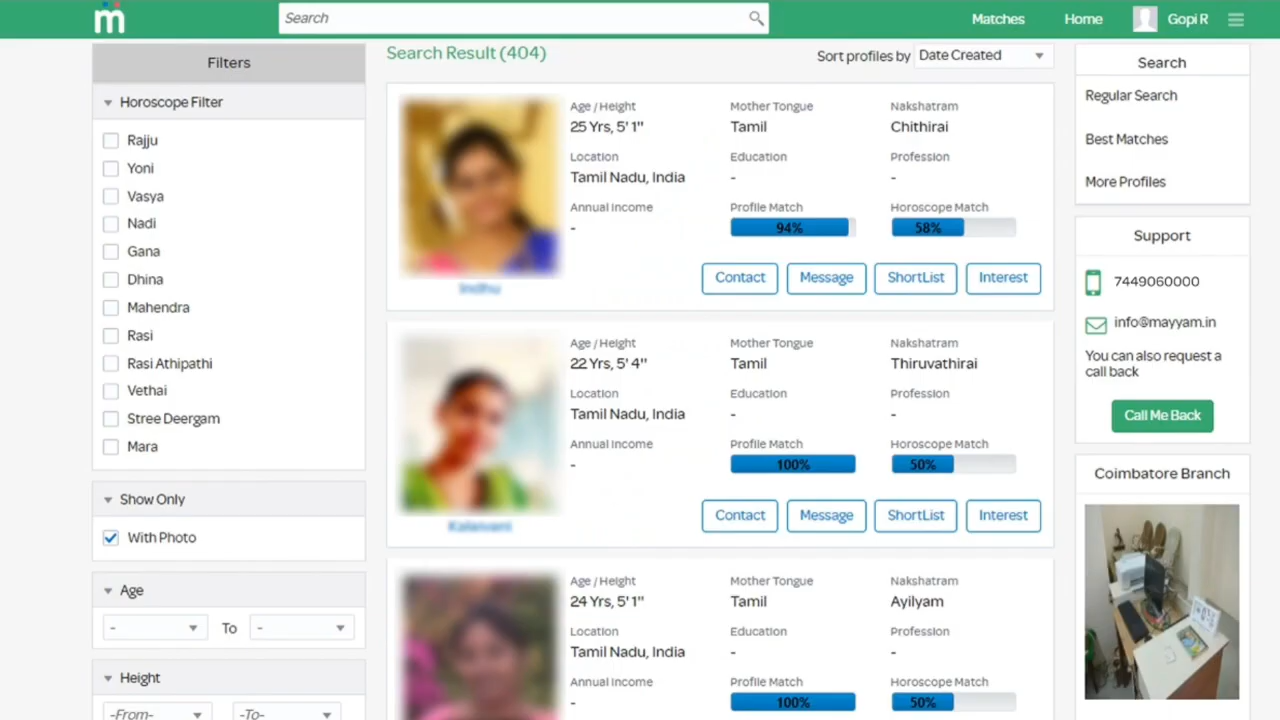 m
Search
Matches
Home
Gopi R
Filters
Horoscope Filter
Rajju
Yoni
Vasya
Nadi
Gana
Dhina
Mahendra
Rasi
Rasi Athipathi
Vethai
Stree Deergam
Mara
Show Only
With Photo
Age
- To -
Height
-From- -To-
Search Result (404)
Sort profiles by Date Created
Age / Height Mother Tongue Nakshatram
25 Yrs, 5' 1" Tamil Chithirai
Location Education Profession
Tamil Nadu, India - -
Annual Income Profile Match Horoscope Match
- 94% 58%
Indhu
Contact Message ShortList Interest
Age / Height Mother Tongue Nakshatram
22 Yrs, 5' 4" Tamil Thiruvathirai
Location Education Profession
Tamil Nadu, India - -
Annual Income Profile Match Horoscope Match
- 100% 50%
Contact Message ShortList Interest
Age / Height Mother Tongue Nakshatram
24 Yrs, 5' 1" Tamil Ayilyam
Location Education Profession
Tamil Nadu, India - -
Annual Income Profile Match Horoscope Match
- 100% 50%
Search
Regular Search
Best Matches
More Profiles
Support
7449060000
info@mayyam.in
You can also request a
call back
Call Me Back
Coimbatore Branch